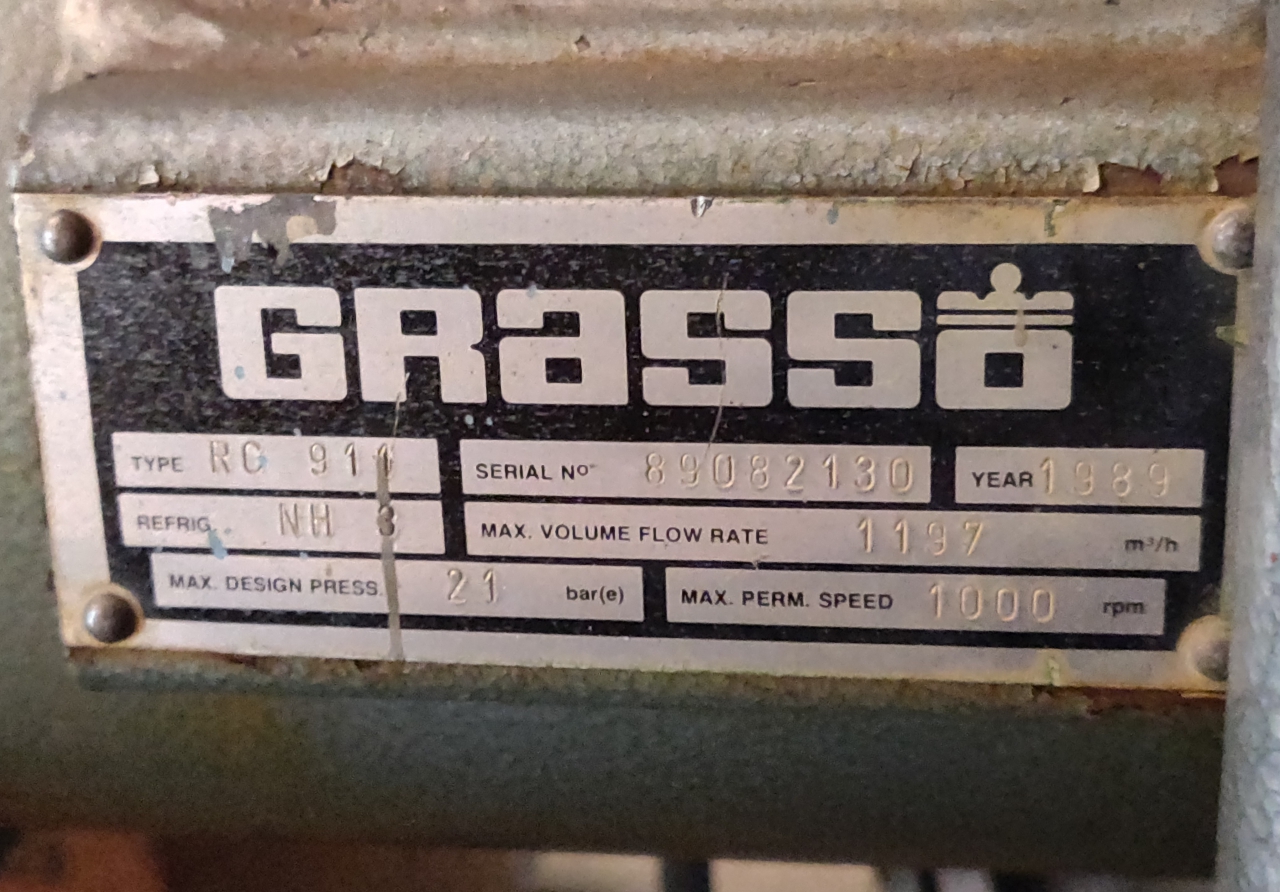 Grasso
TYPE RC 911 SERIAL Nº 89082130 YEAR 1989
REFRIG. NH 3 MAX. VOLUME FLOW RATE 1197 m³/h
MAX. DESIGN PRESS. 21 bar(e) MAX. PERM. SPEED 1000 rpm